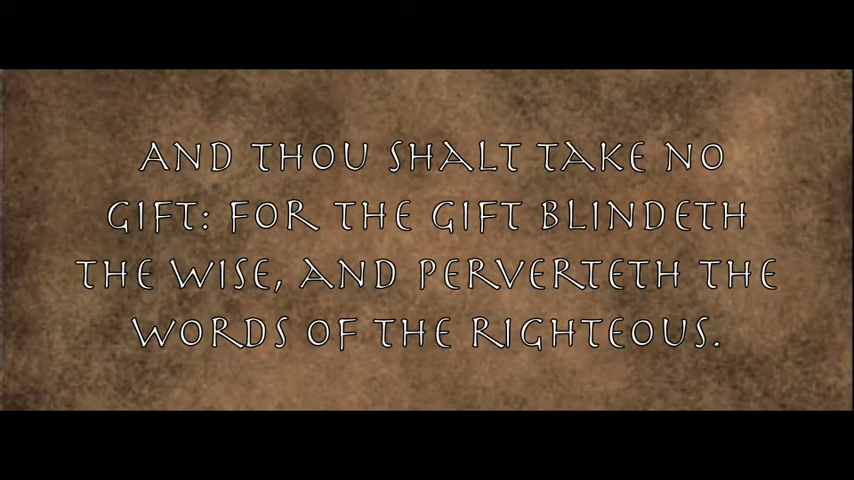 AND THOU SHALT TAKE NO
GIFT: FOR THE GIFT BLINDETH
THE WISE, AND PERVERTETH THE
WORDS OF THE RIGHTEOUS.